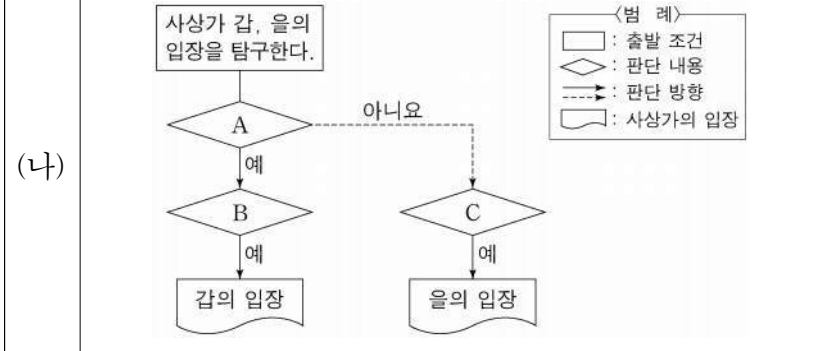 (나)
사상가 갑, 을의
입장을 탐구한다.
A
아니요
예
B
C
예
예
갑의 입장
을의 입장
〈범 례〉
: 출발 조건
: 판단 내용
: 판단 방향
: 사상가의 입장